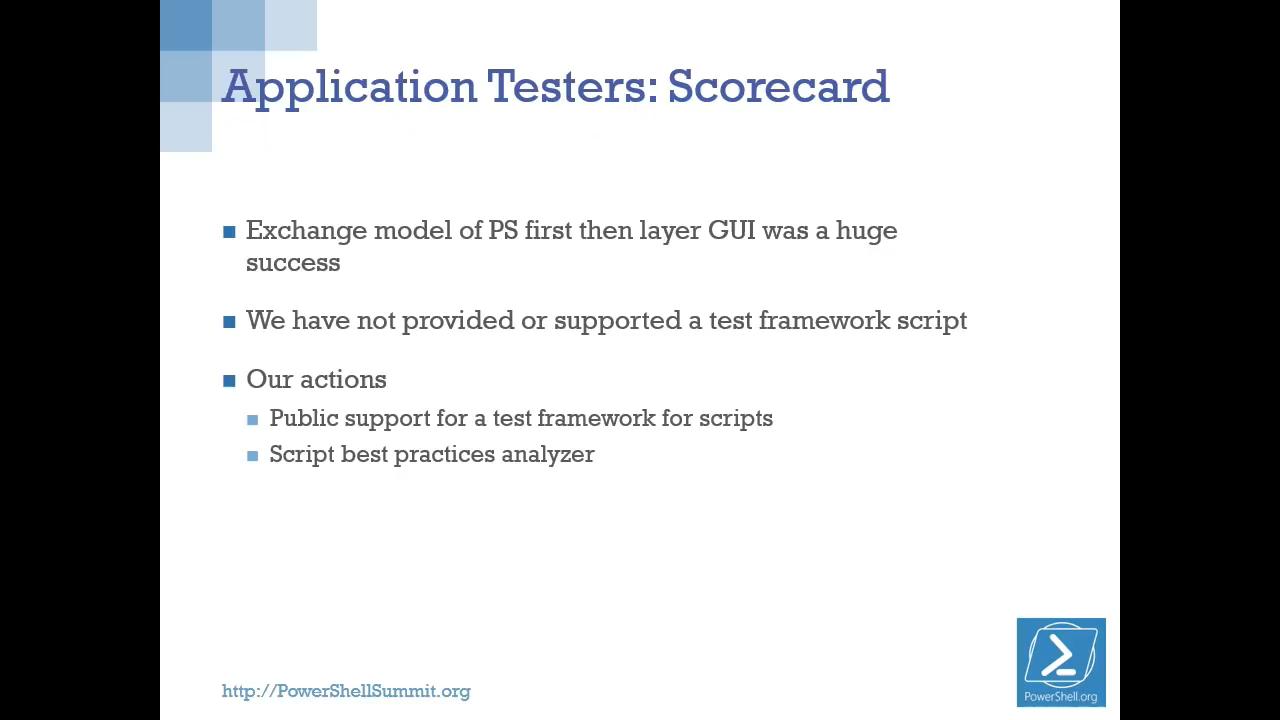 Application Testers: Scorecard
Exchange model of PS first then layer GUI was a huge
success
We have not provided or supported a test framework script
Our actions
Public support for a test framework for scripts
Script best practices analyzer
http://PowerShellSummit.org
PowerShell.org